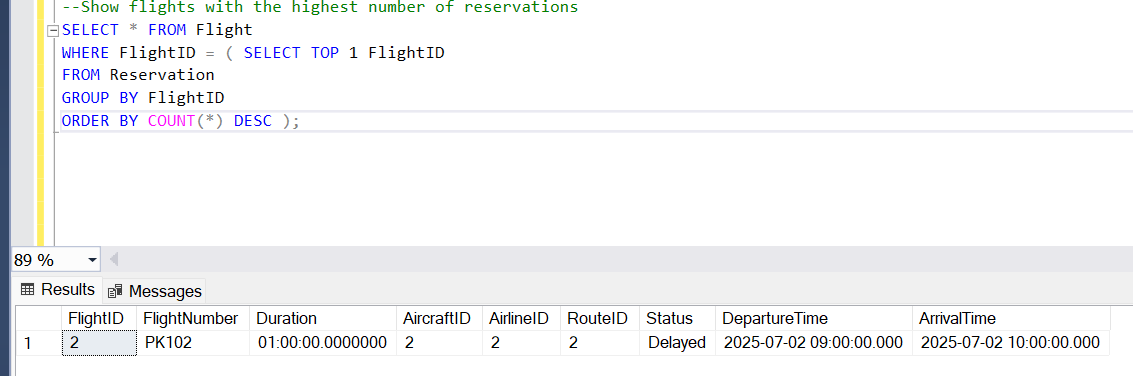 --Show flights with the highest number of reservations
SELECT * FROM Flight
WHERE FlightID = ( SELECT TOP 1 FlightID
FROM Reservation
GROUP BY FlightID
ORDER BY COUNT(*) DESC );
89 %
Results Messages
FlightID FlightNumber Duration AircraftID AirlineID RouteID Status DepartureTime ArrivalTime
1 2 PK102 01:00:00.0000000 2 2 2 Delayed 2025-07-02 09:00:00.000 2025-07-02 10:00:00.000